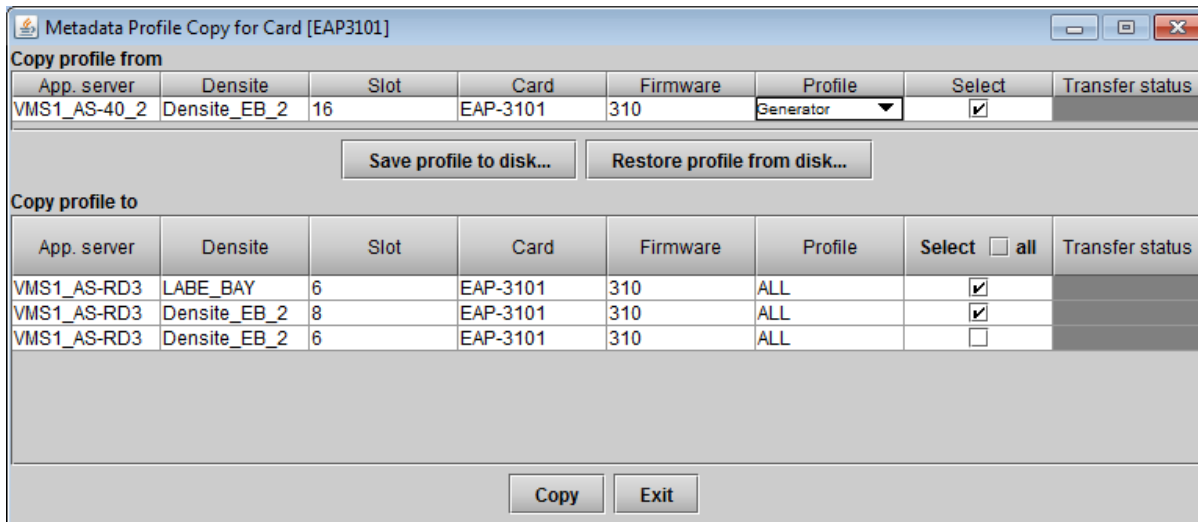 Metadata Profile Copy for Card [EAP3101]
Copy profile from
App. server Densite Slot Card Firmware Profile Select Transfer status
VMS1_AS-40_2 Densite_EB_2 16 EAP-3101 310 Generator
Save profile to disk... Restore profile from disk...
Copy profile to
App. server Densite Slot Card Firmware Profile Select all Transfer status
VMS1_AS-RD3 LABE_BAY 6 EAP-3101 310 ALL
VMS1_AS-RD3 Densite_EB_2 8 EAP-3101 310 ALL
VMS1_AS-RD3 Densite_EB_2 6 EAP-3101 310 ALL
Copy Exit